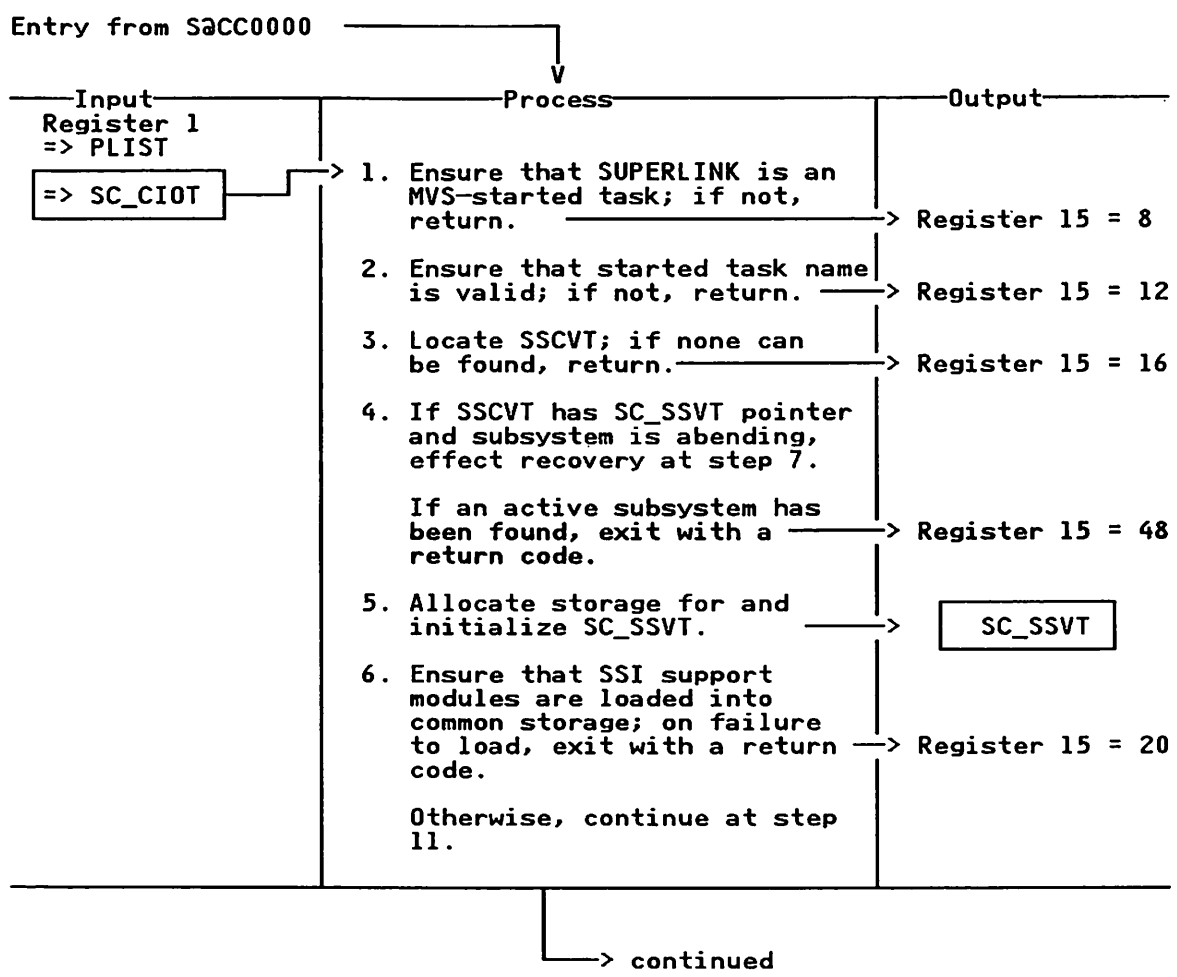 Entry from SaCC0000
Input
Process
Output
Register 1
=> PLIST
=> SC_CIOT
1. Ensure that SUPERLINK is an
MVS-started task; if not,
return.
Register 15 = 8
2. Ensure that started task name
is valid; if not, return.
Register 15 = 12
3. Locate SSCVT; if none can
be found, return.
Register 15 = 16
4. If SSCVT has SC_SSVT pointer
and subsystem is abending,
effect recovery at step 7.
If an active subsystem has
been found, exit with a
return code.
Register 15 = 48
5. Allocate storage for and
initialize SC_SSVT.
SC_SSVT
6. Ensure that SSI support
modules are loaded into
common storage; on failure
to load, exit with a return
code.
Register 15 = 20
Otherwise, continue at step
11.
continued